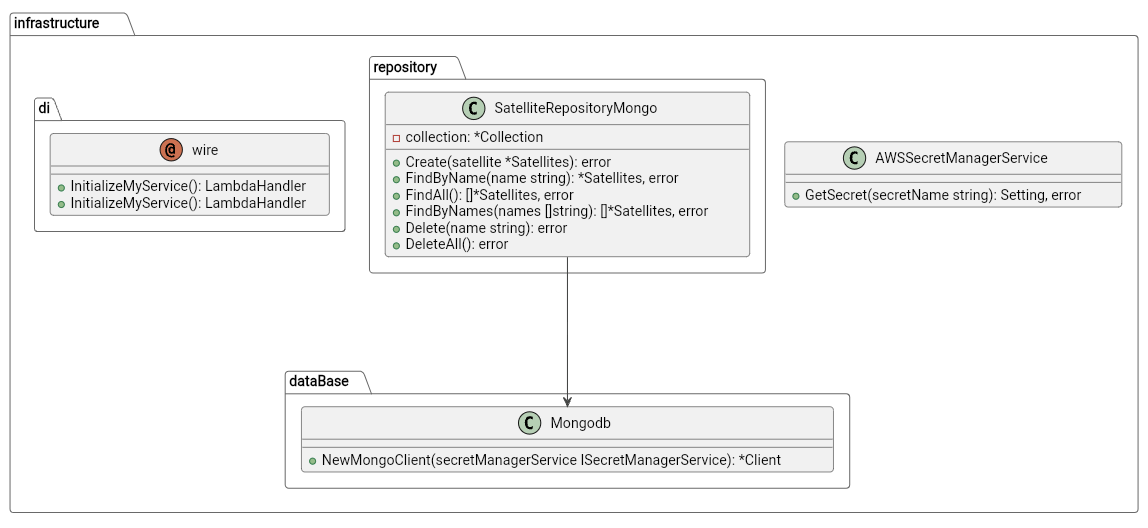 infrastructure
di
@ wire
InitializeMyService(): LambdaHandler
InitializeMyService(): LambdaHandler
repository
C SatelliteRepositoryMongo
collection: *Collection
Create(satellite *Satellites): error
FindByName(name string): *Satellites, error
FindAll(): []*Satellites, error
FindByNames(names []string): []*Satellites, error
Delete(name string): error
DeleteAll(): error
C AWSSecretManagerService
GetSecret(secretName string): Setting, error
dataBase
C Mongodb
NewMongoClient(secretManagerService ISecretManagerService): *Client